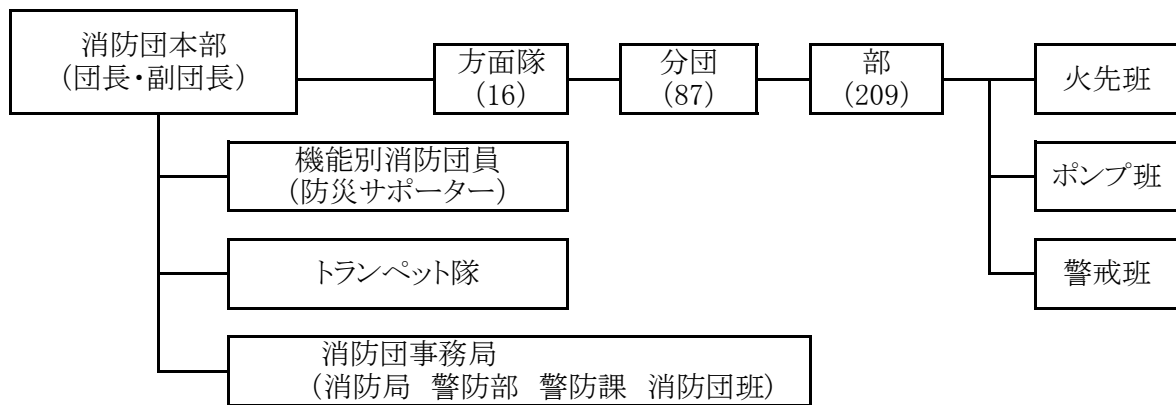 消防団本部
(団長・副団長)
方面隊
(16)
分団
(87)
部
(209)
火先班
ポンプ班
警戒班
機能別消防団員
(防災サポーター)
トランペット隊
消防団事務局
(消防局　警防部　警防課　消防団班)